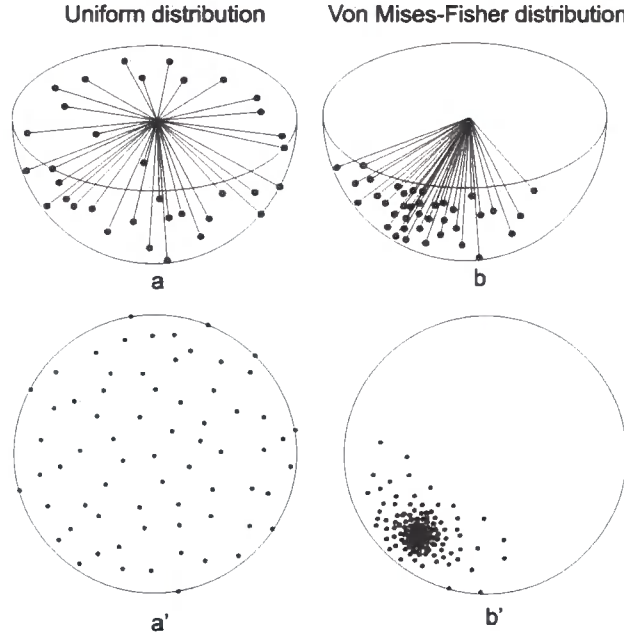 Uniform distribution
Von Mises-Fisher distribution
a
b
a'
b'